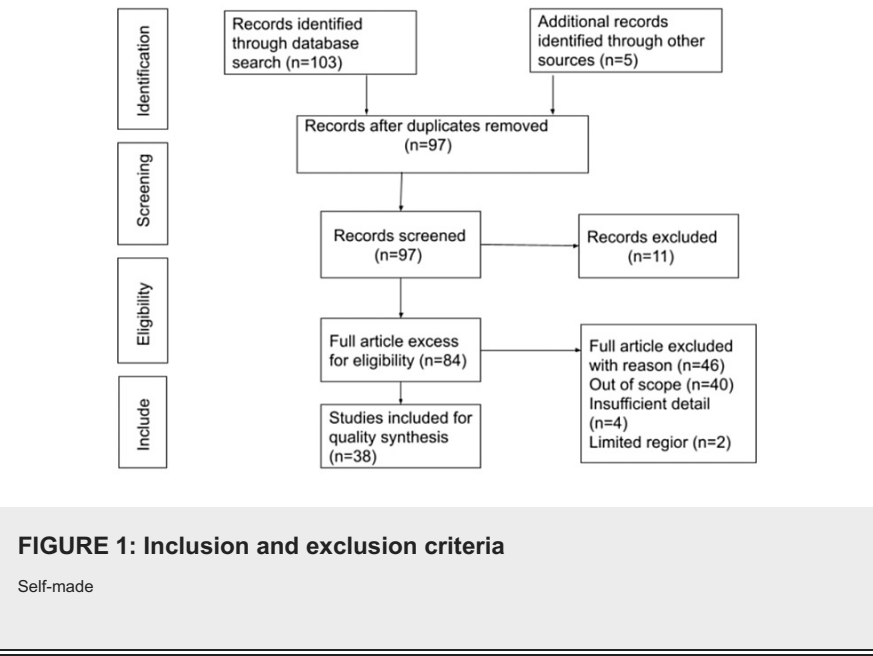 Identification
Records identified
through database
search (n=103)
Additional records
identified through other
sources (n=5)
Records after duplicates removed
(n=97)
Screening
Records screened
(n=97)
Records excluded
(n=11)
Eligibility
Full article excess
for eligibility (n=84)
Full article excluded
with reason (n=46)
Out of scope (n=40)
Insufficient detail
(n=4)
Limited regior (n=2)
Include
Studies included for
quality synthesis
(n=38)
FIGURE 1: Inclusion and exclusion criteria
Self-made